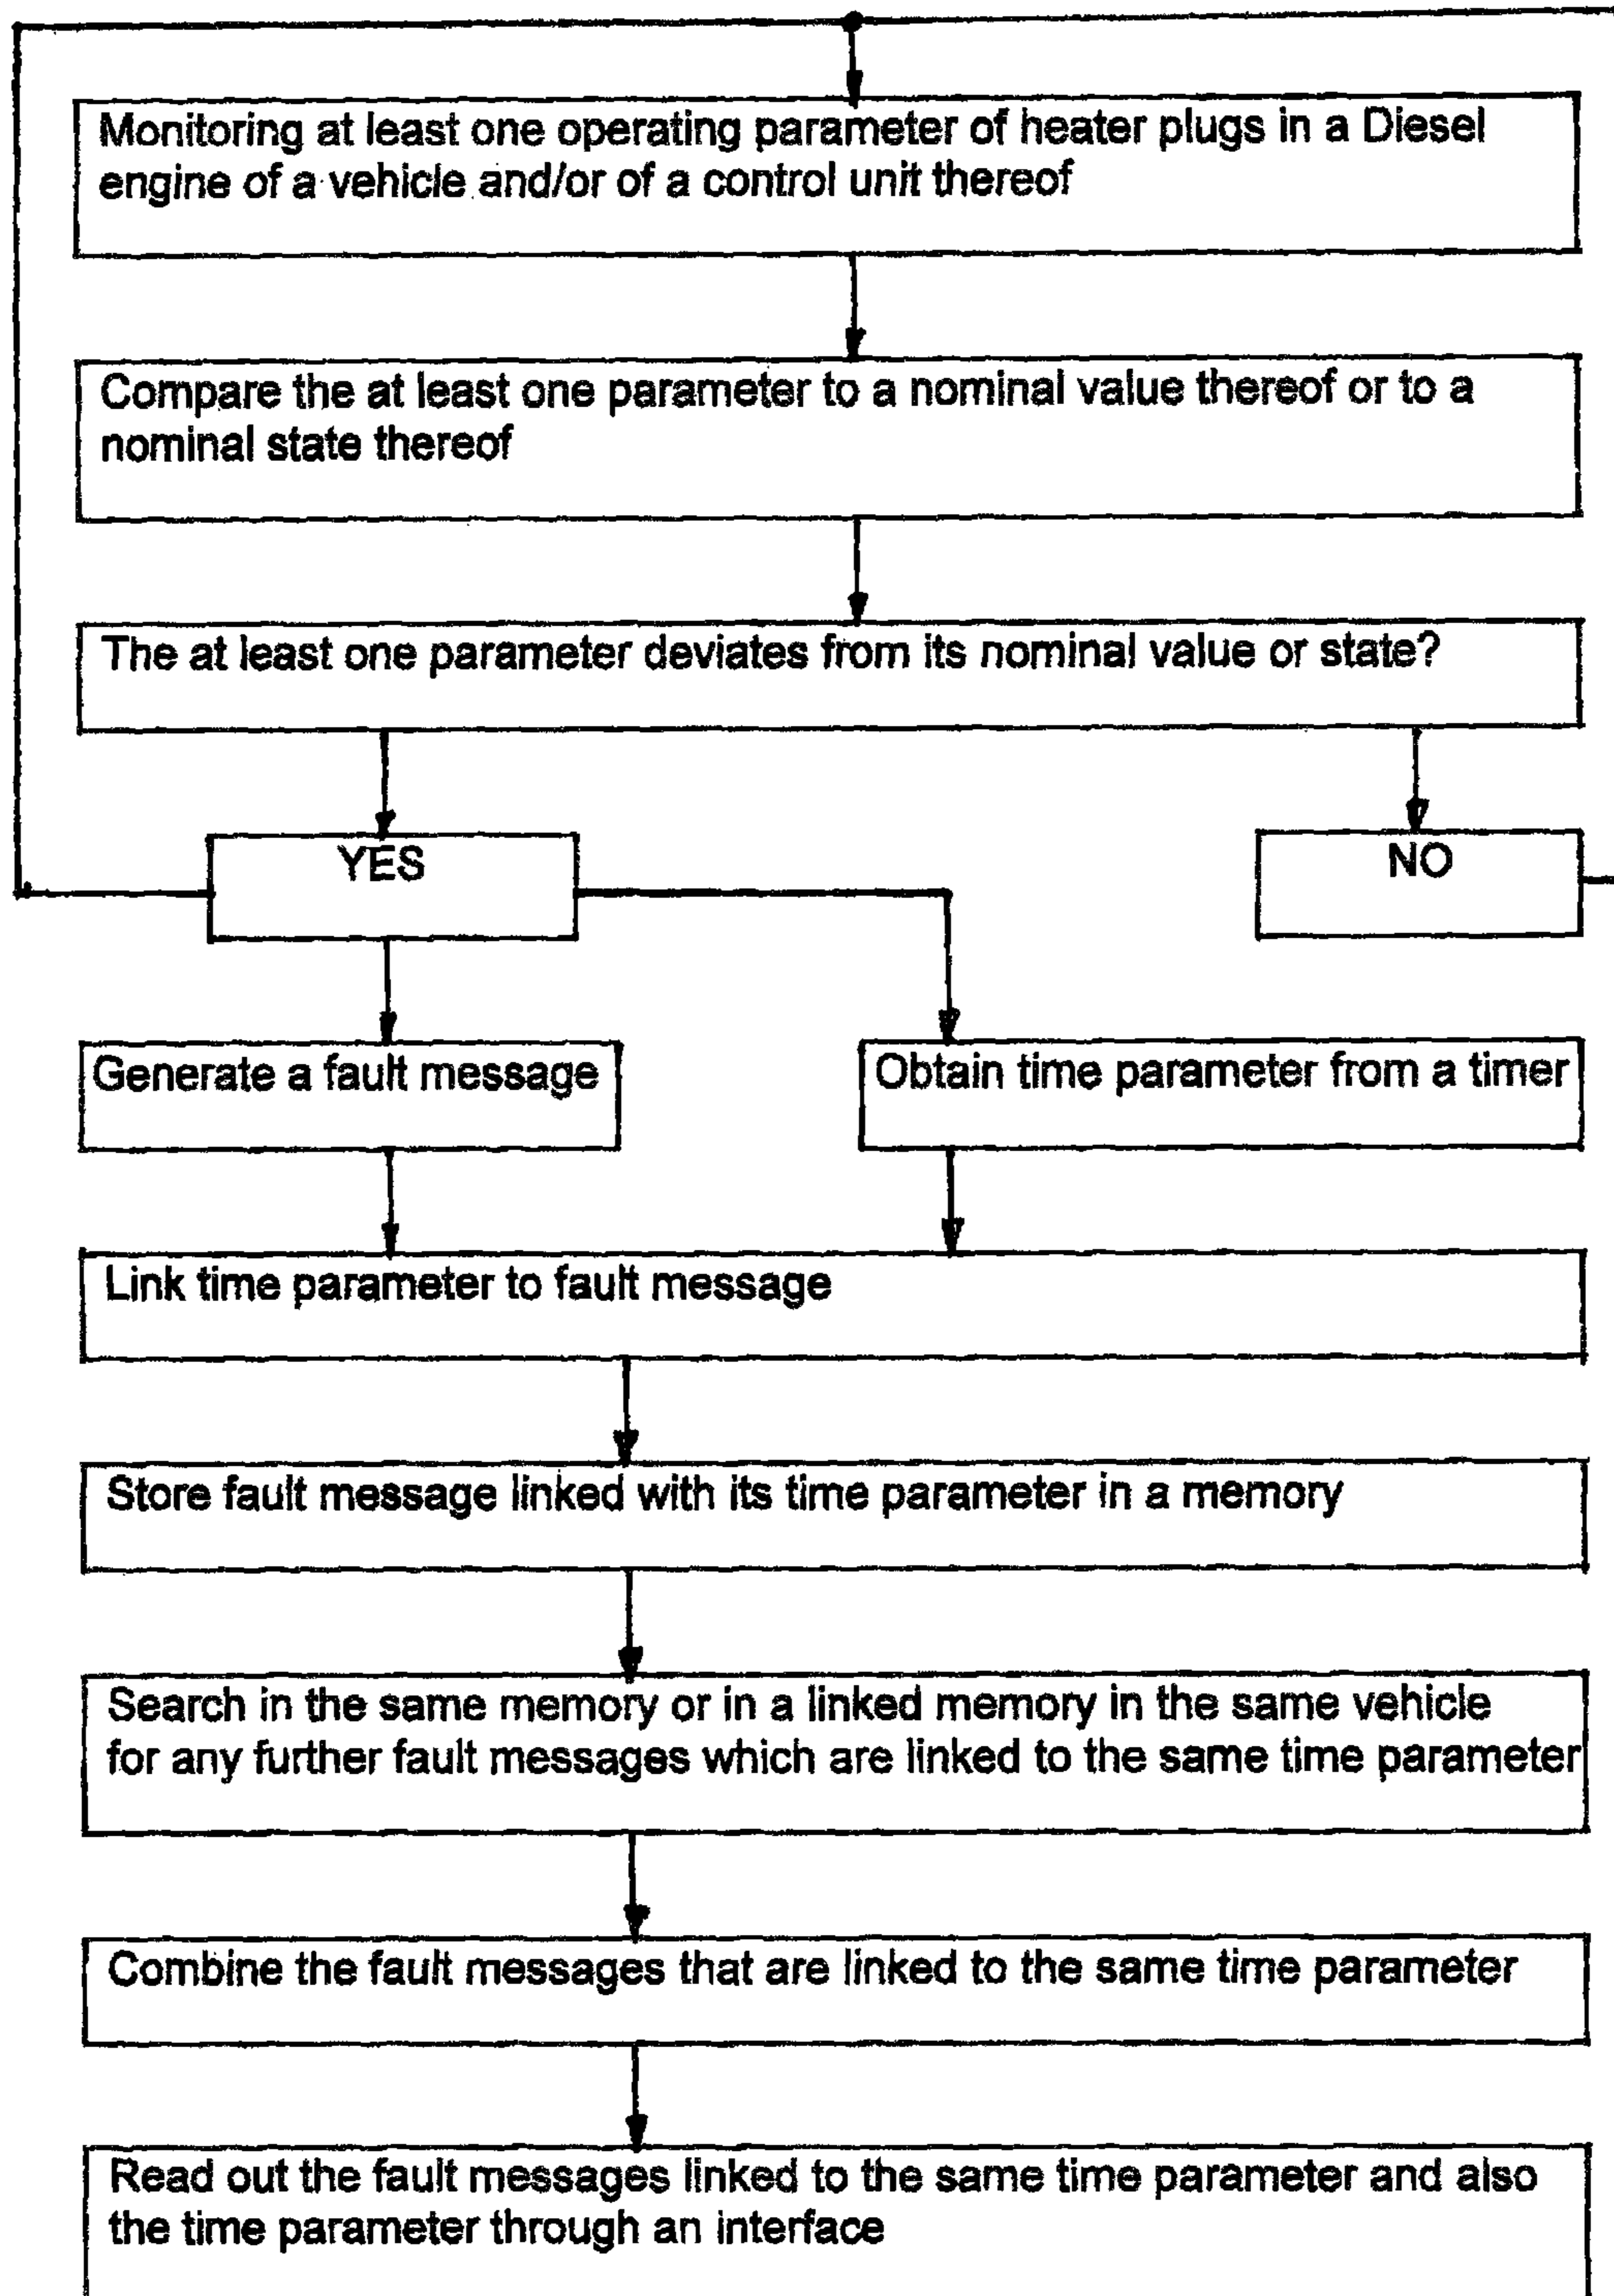 Monitoring at least one operating parameter of heater plugs in a Diesel
engine of a vehicle and/or of a control unit thereof
Compare the at least one parameter to a nominal value thereof or to a
nominal state thereof
The at least one parameter deviates from its nominal value or state?
YES
NO
Generate a fault message
Obtain time parameter from a timer
Link time parameter to fault message
Store fault message linked with its time parameter in a memory
Search in the same memory or in a linked memory in the same vehicle
for any further fault messages which are linked to the same time parameter
Combine the fault messages that are linked to the same time parameter
Read out the fault messages linked to the same time parameter and also
the time parameter through an interface